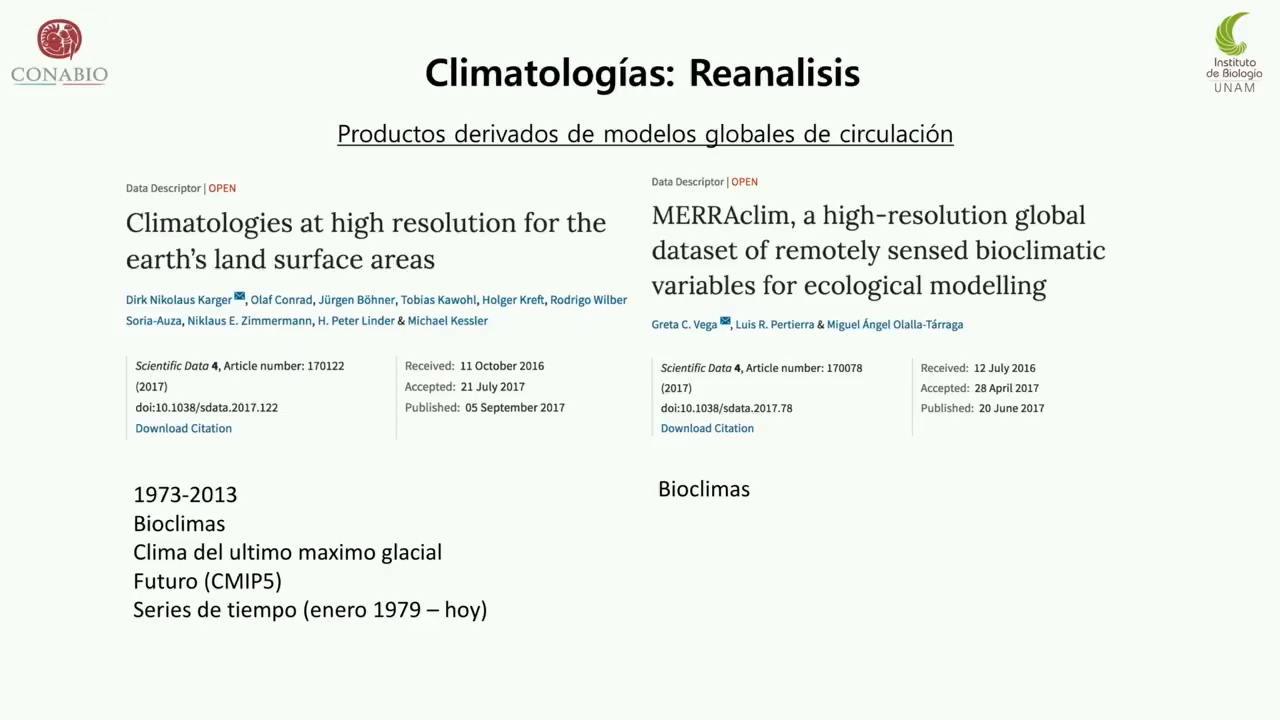 CONABIO
Instituto
de Biología
UNAM
Climatologías: Reanalisis
Productos derivados de modelos globales de circulación
Data Descriptor | OPEN
Climatologies at high resolution for the
earth’s land surface areas
Dirk Nikolaus Karger, Olaf Conrad, Jürgen Böhner, Tobias Kawohl, Holger Kreft, Rodrigo Wilber
Soria-Auza, Niklaus E. Zimmermann, H. Peter Linder & Michael Kessler
Scientific Data 4, Article number: 170122
(2017)
doi:10.1038/sdata.2017.122
Download Citation
Received: 11 October 2016
Accepted: 21 July 2017
Published: 05 September 2017
1973-2013
Bioclimas
Clima del ultimo maximo glacial
Futuro (CMIP5)
Series de tiempo (enero 1979 – hoy)
Data Descriptor | OPEN
MERRAclim, a high-resolution global
dataset of remotely sensed bioclimatic
variables for ecological modelling
Greta C. Vega, Luis R. Pertierra & Miguel Ángel Olalla-Tárraga
Scientific Data 4, Article number: 170078
(2017)
doi:10.1038/sdata.2017.78
Download Citation
Received: 12 July 2016
Accepted: 28 April 2017
Published: 20 June 2017
Bioclimas